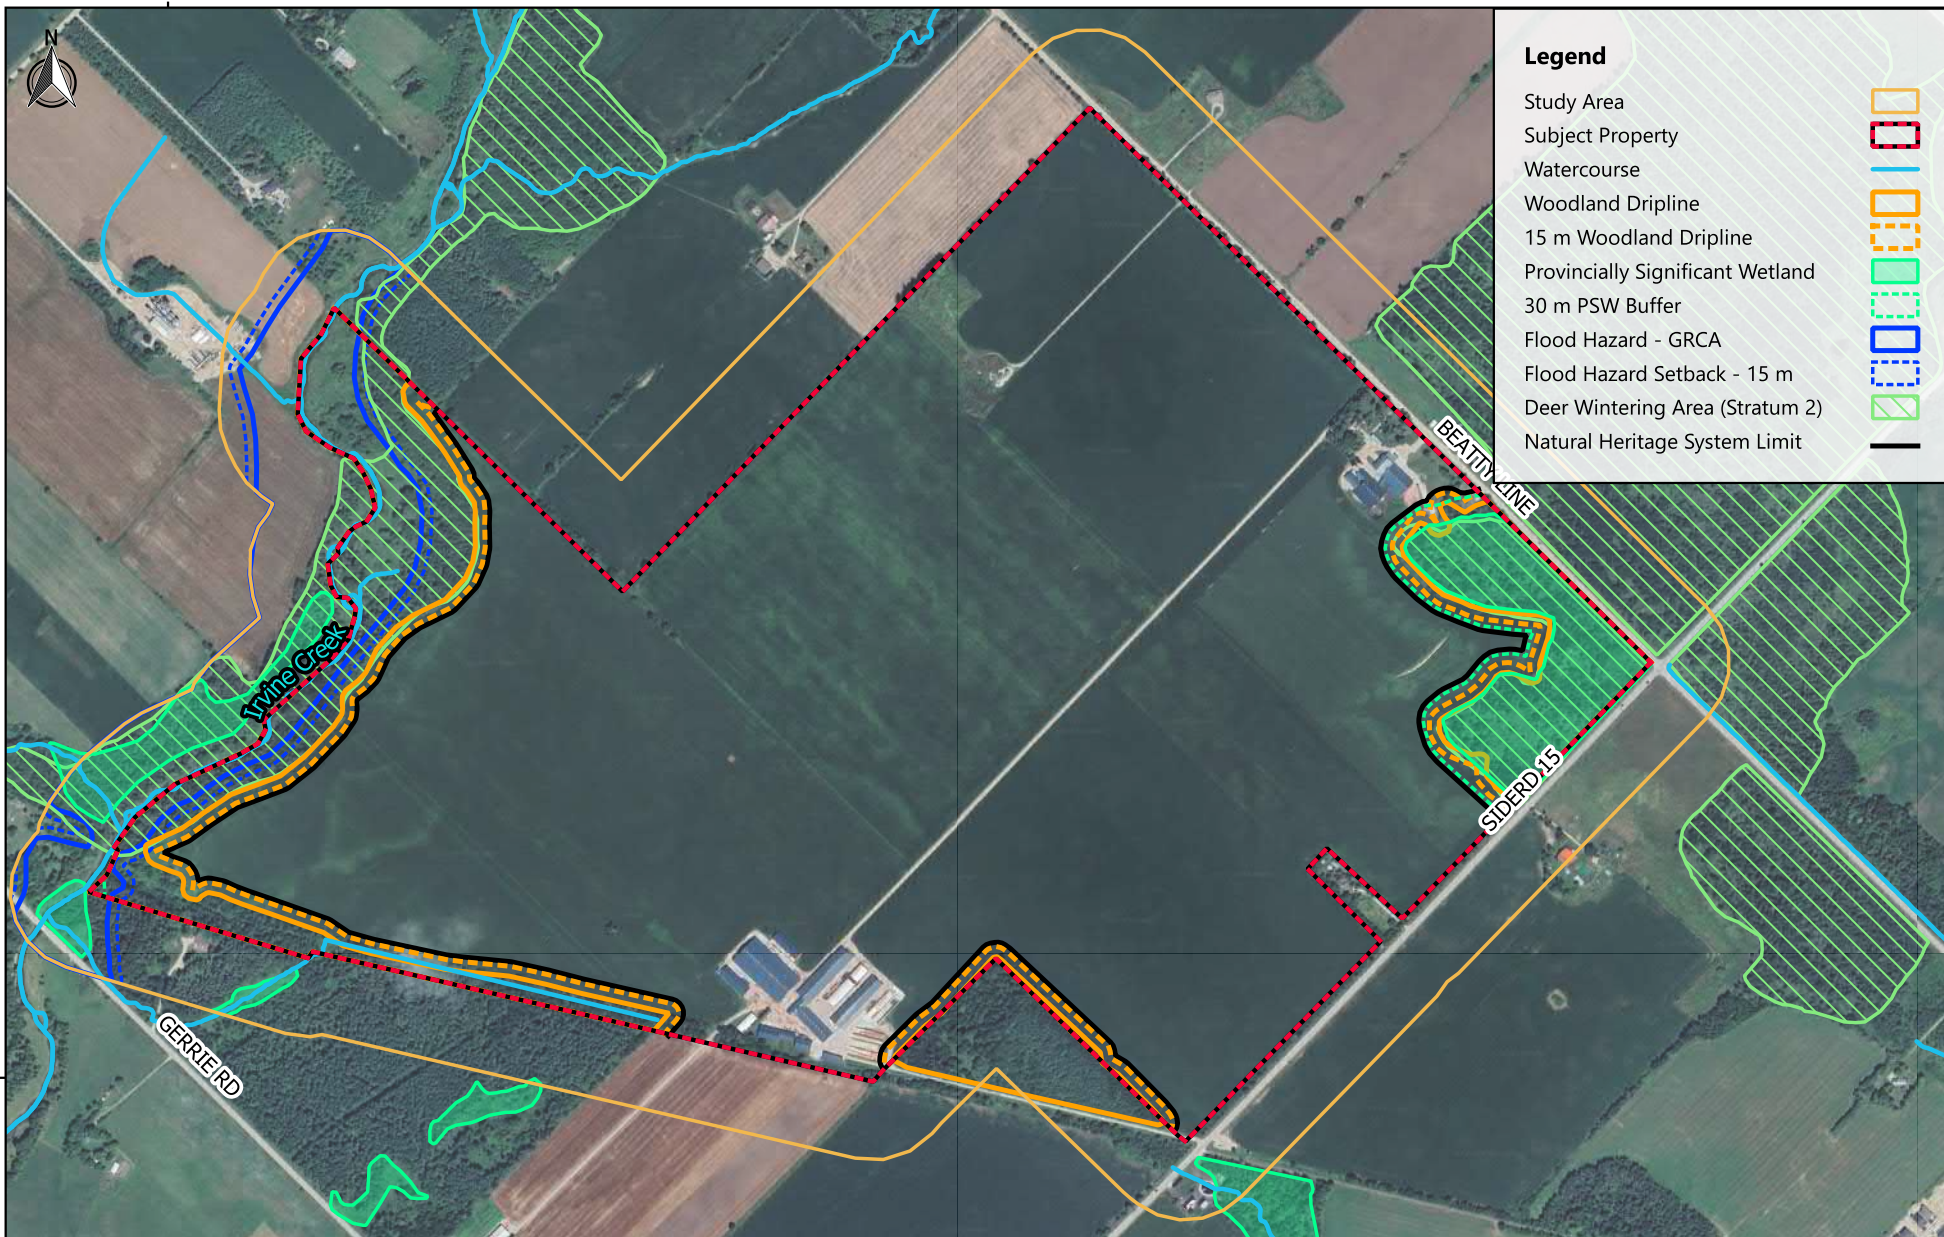 N
Legend
Study Area
Subject Property
Watercourse
Woodland Dripline
15 m Woodland Dripline
Provincially Significant Wetland
30 m PSW Buffer
Flood Hazard - GRCA
Flood Hazard Setback - 15 m
Deer Wintering Area (Stratum 2)
Natural Heritage System Limit
BEATTY LINE
Irvine Creek
SIDERD 15
GERRIE RD